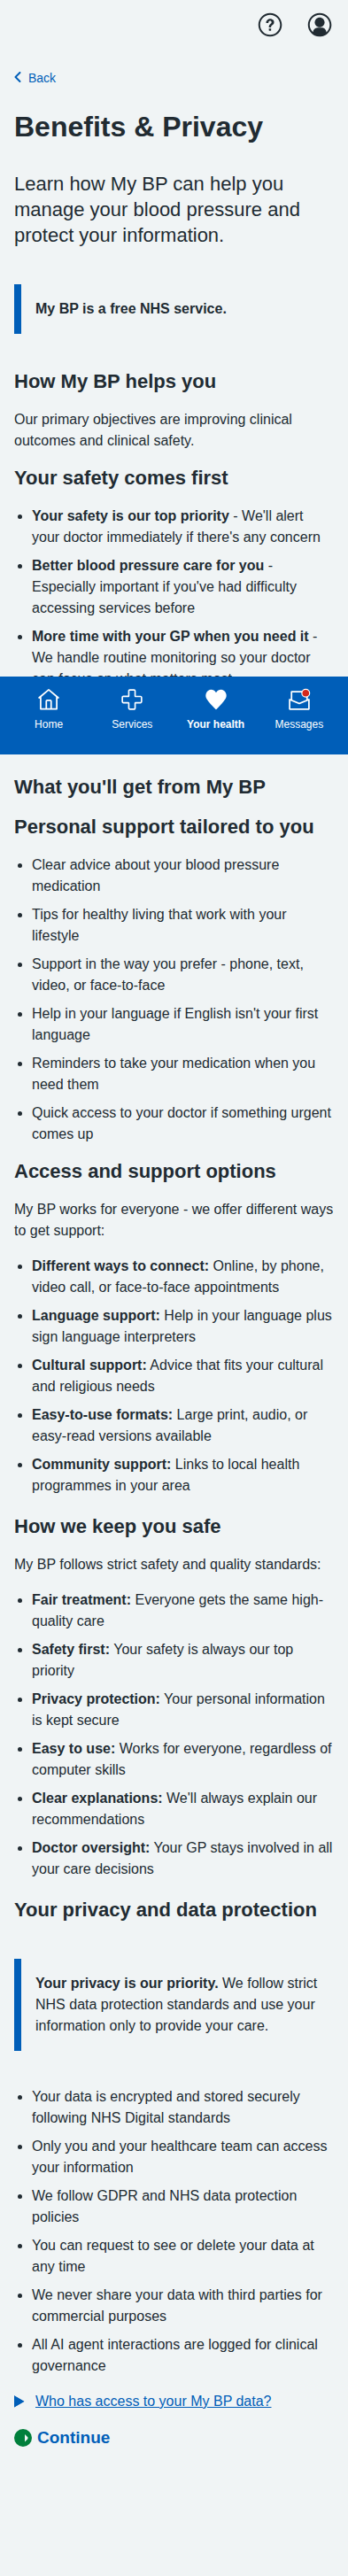 Back
Benefits & Privacy
Learn how My BP can help you
manage your blood pressure and
protect your information.
My BP is a free NHS service.
How My BP helps you
Our primary objectives are improving clinical
outcomes and clinical safety.
Your safety comes first
Your safety is our top priority - We'll alert
your doctor immediately if there's any concern
Better blood pressure care for you -
Especially important if you've had difficulty
accessing services before
More time with your GP when you need it -
We handle routine monitoring so your doctor
Home Services Your health Messages
What you'll get from My BP
Personal support tailored to you
Clear advice about your blood pressure
medication
Tips for healthy living that work with your
lifestyle
Support in the way you prefer - phone, text,
video, or face-to-face
Help in your language if English isn't your first
language
Reminders to take your medication when you
need them
Quick access to your doctor if something urgent
comes up
Access and support options
My BP works for everyone - we offer different ways
to get support:
Different ways to connect: Online, by phone,
video call, or face-to-face appointments
Language support: Help in your language plus
sign language interpreters
Cultural support: Advice that fits your cultural
and religious needs
Easy-to-use formats: Large print, audio, or
easy-read versions available
Community support: Links to local health
programmes in your area
How we keep you safe
My BP follows strict safety and quality standards:
Fair treatment: Everyone gets the same high-
quality care
Safety first: Your safety is always our top
priority
Privacy protection: Your personal information
is kept secure
Easy to use: Works for everyone, regardless of
computer skills
Clear explanations: We'll always explain our
recommendations
Doctor oversight: Your GP stays involved in all
your care decisions
Your privacy and data protection
Your privacy is our priority. We follow strict
NHS data protection standards and use your
information only to provide your care.
Your data is encrypted and stored securely
following NHS Digital standards
Only you and your healthcare team can access
your information
We follow GDPR and NHS data protection
policies
You can request to see or delete your data at
any time
We never share your data with third parties for
commercial purposes
All AI agent interactions are logged for clinical
governance
Who has access to your My BP data?
Continue